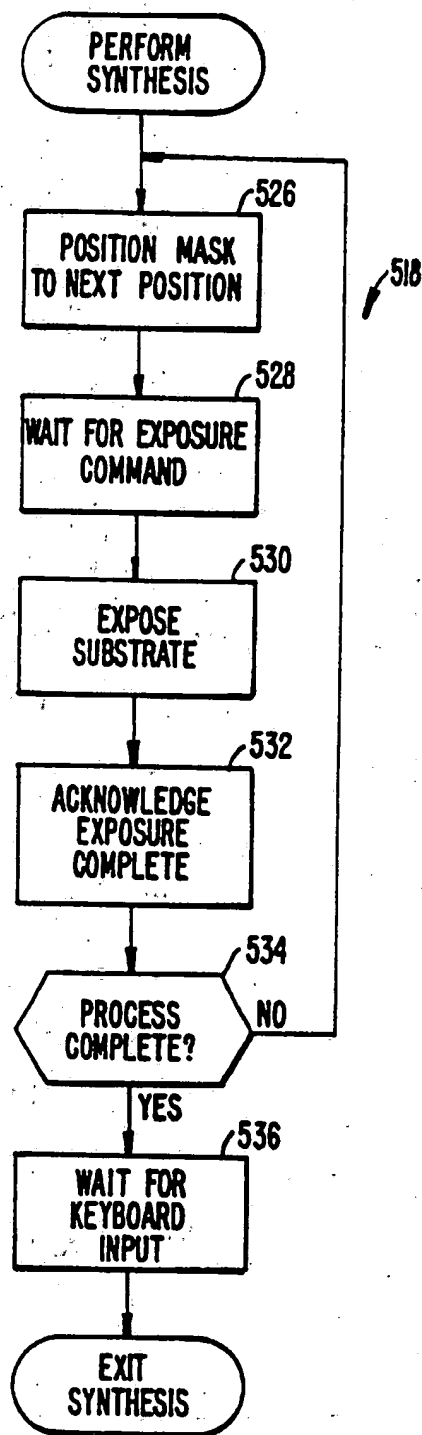 PERFORM
SYNTHESIS
526
POSITION MASK
TO NEXT POSITION
518
528
WAIT FOR EXPOSURE
COMMAND
530
EXPOSE
SUBSTRATE
532
ACKNOWLEDGE
EXPOSURE
COMPLETE
534
PROCESS
COMPLETE?
NO
YES
536
WAIT FOR
KEYBOARD
INPUT
EXIT
SYNTHESIS